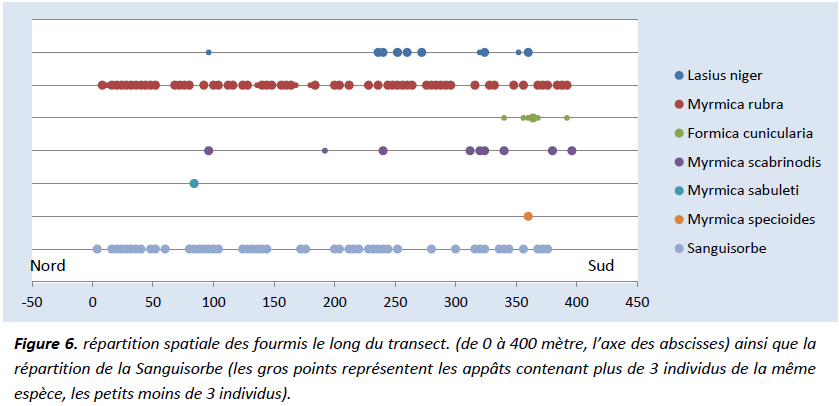 Lasius niger
Myrmica rubra
Formica cunicularia
Myrmica scabrinodis
Myrmica sabuleti
Myrmica specioides
Sanguisorbe
Nord
Sud
-50 0 50 100 150 200 250 300 350 400 450
Figure 6. répartition spatiale des fourmis le long du transect. (de 0 à 400 mètre, l'axe des abscisses) ainsi que la
répartition de la Sanguisorbe (les gros points représentent les appâts contenant plus de 3 individus de la même
espèce, les petits moins de 3 individus).